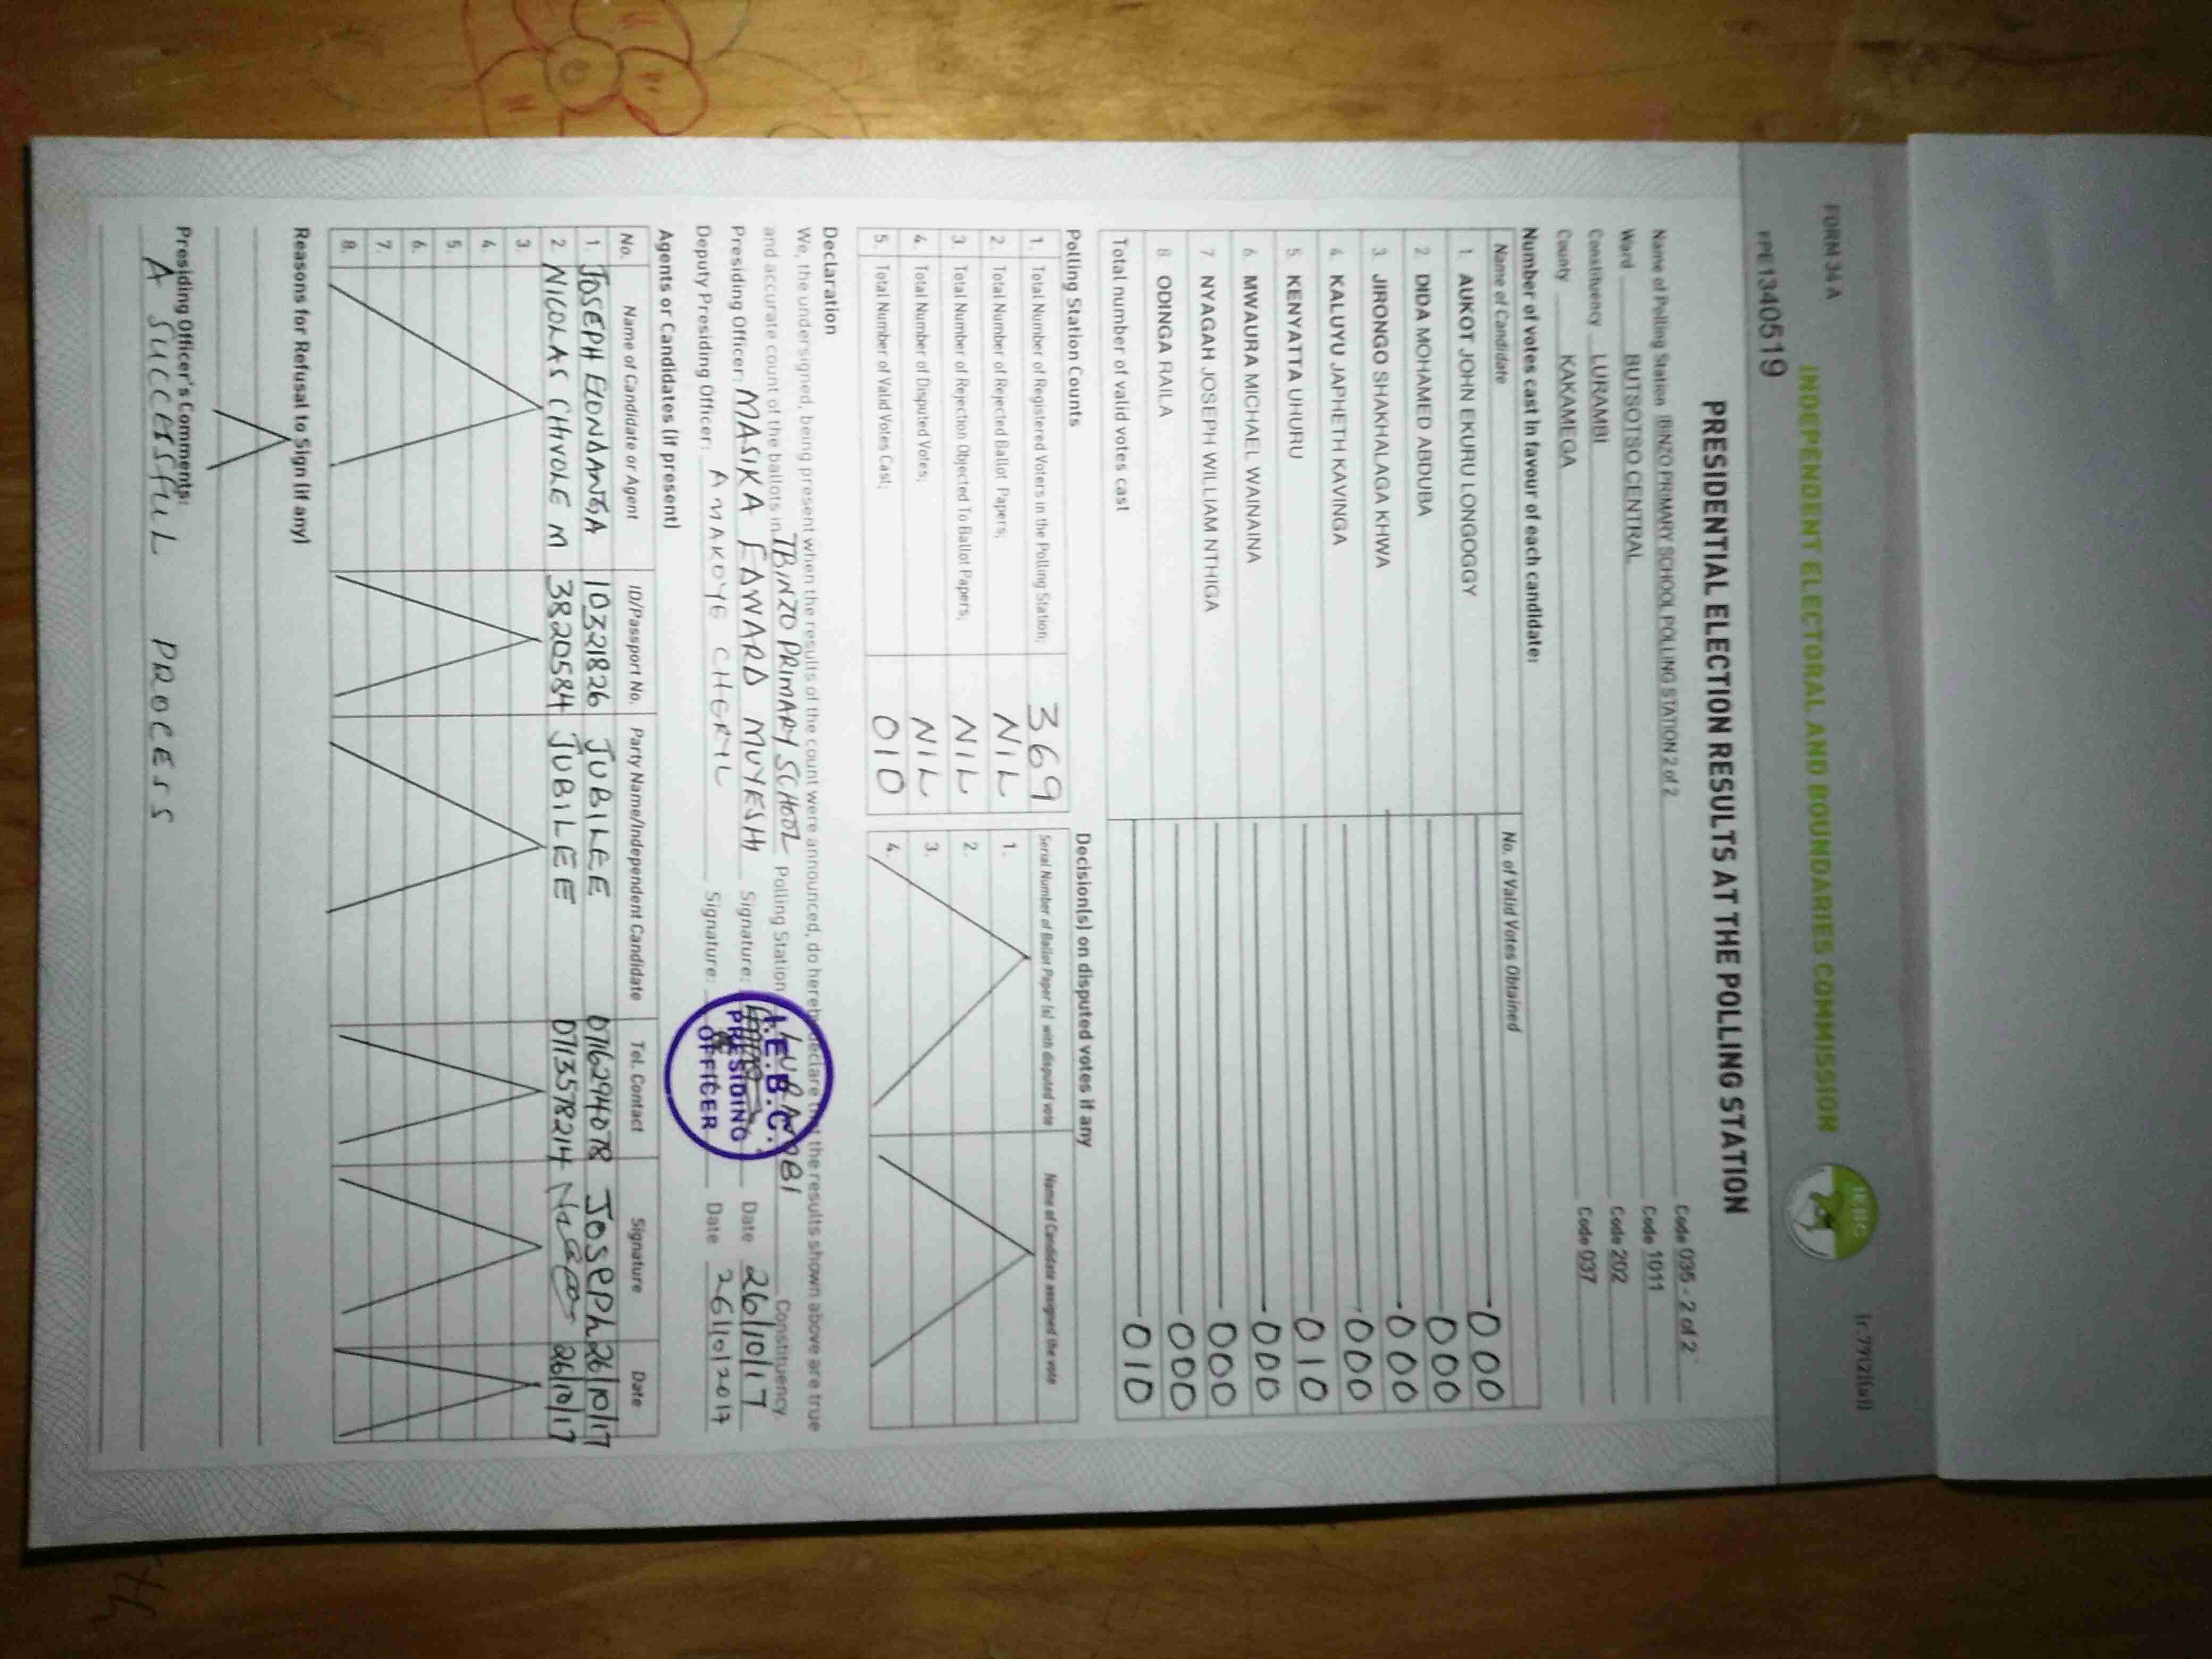 FORM 34 A
1r.79(2)(a)
INDEPENDENT ELECTORAL AND BOUNDARIES COMMISSION
IEBC
PPE1340519
PRESIDENTIAL ELECTION RESULTS AT THE POLLING STATION
Name of Polling Station IBINZO PRIMARY SCHOOL POLLING STATION 2 of 2 Code 035 - 2 of 2
Ward BUTSOTSO CENTRAL Code 1011
Constituency LURAMBI Code 202
County KAKAMEGA Code 037
Number of votes cast in favour of each candidate:
Name of Candidate No. of Valid Votes Obtained
1 AUKOT JOHN EKURU LONGOGGY 000
2 DIDA MOHAMED ABDUBA 000
3 JIRONGO SHAKHALAGA KHWA 000
4 KALUYU JAPHETH KAVINGA 000
5 KENYATTA UHURU 010
6 MWAURA MICHAEL WAINAINA 000
7 NYAGAH JOSEPH WILLIAM NTHIGA 000
8 ODINGA RAILA 000
Total number of valid votes cast 010
Polling Station Counts
1. Total Number of Registered Voters in the Polling Station; 369
2. Total Number of Rejected Ballot Papers; NIL
3. Total Number of Rejection Objected To Ballot Papers; NIL
4. Total Number of Disputed Votes; NIL
5. Total Number of Valid Votes Cast; 010
Decision(s) on disputed votes if any
Serial Number of Ballot Paper (s) with disputed vote Name of Candidate assigned the vote
1.
2.
3.
4.
Declaration
We, the undersigned, being present when the results of the count were announced, do hereby declare that the results shown above are true
and accurate count of the ballots in IBINZO PRIMARY SCHOOL Polling Station, LURAMBI Constituency
Presiding Officer: MASIKA EDWARD MUYESHI Signature: Date 26/10/17
Deputy Presiding Officer: AMAKOYE CHERYL Signature: Date 26/10/2017
I.E.B.C.
PRESIDING
OFFICER
Agents or Candidates (if present)
No. Name of Candidate or Agent ID/Passport No. Party Name/Independent Candidate Tel. Contact Signature Date
1. JOSEPH ELONDANGA 10321826 JUBILEE 0716294078 Joseph 26/10/17
2. NICOLAS CHIVOLE M 3820584 JUBILEE 0713578214 26/10/17
3.
4.
5.
6.
7.
8.
Reasons for Refusal to Sign (if any)
Presiding Officer's Comments:
A SUCCESSFUL PROCESS